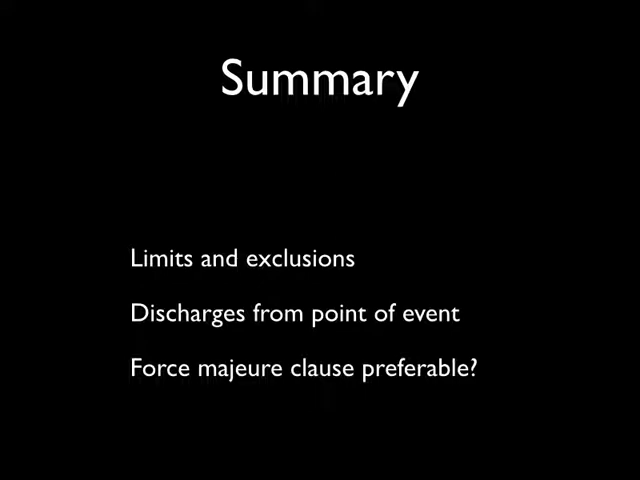 Summary
Limits and exclusions
Discharges from point of event
Force majeure clause preferable?